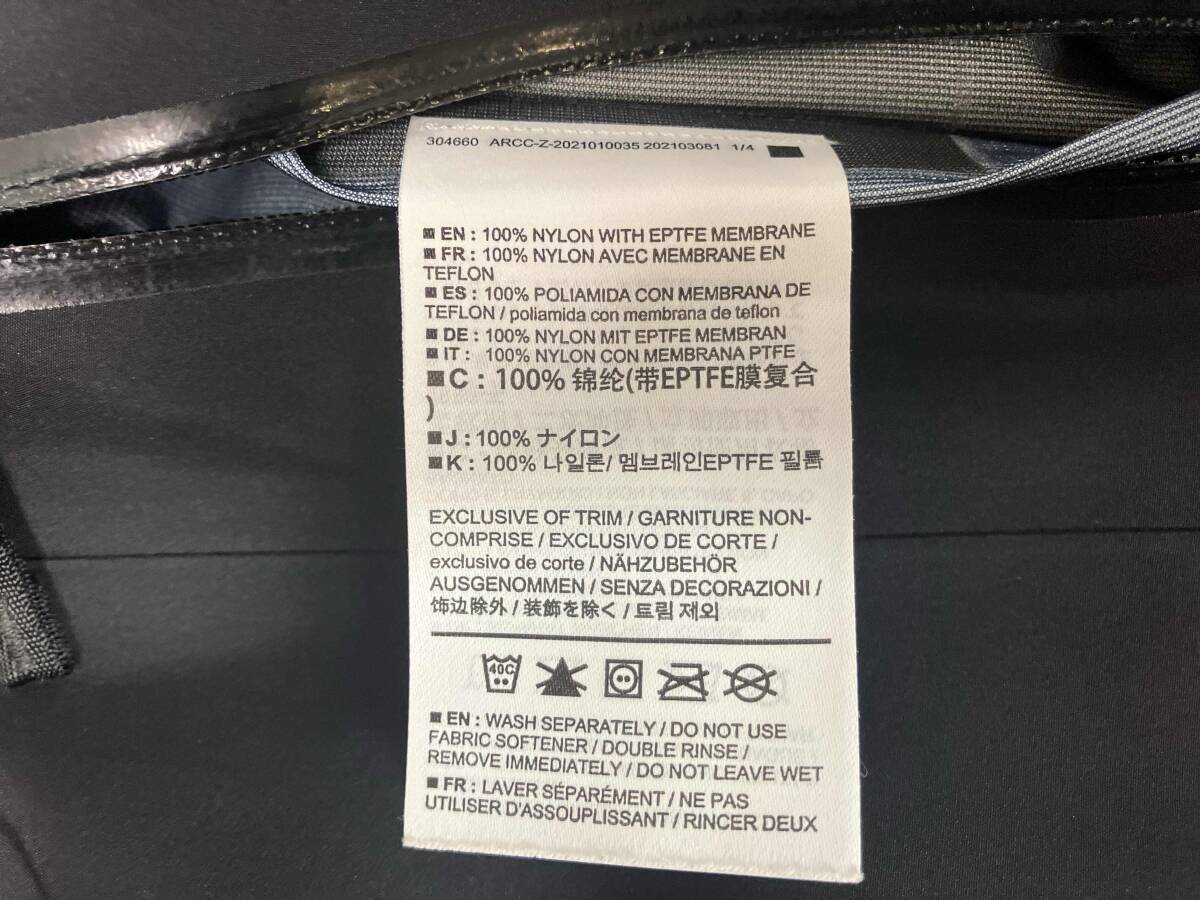 304660 ARCC-Z-2021010035 202103081 1/4
EN : 100% NYLON WITH EPTFE MEMBRANE
FR : 100% NYLON AVEC MEMBRANE EN
TEFLON
ES : 100% POLIAMIDA CON MEMBRANA DE
TEFLON / poliamida con membrana de teflon
DE : 100% NYLON MIT EPTFE MEMBRAN
IT : 100% NYLON CON MEMBRANA PTFE
C : 100% 锦纶(带EPTFE膜复合
)
J : 100% ナイロン
K : 100% 나일론/ 멤브레인EPTFE 필름
EXCLUSIVE OF TRIM / GARNITURE NON-
COMPRISE / EXCLUSIVO DE CORTE /
exclusivo de corte / NÄHZUBEHÖR
AUSGENOMMEN / SENZA DECORAZIONI /
饰边除外 / 装飾を除く / 트림 제외
40C
EN : WASH SEPARATELY / DO NOT USE
FABRIC SOFTENER / DOUBLE RINSE /
REMOVE IMMEDIATELY / DO NOT LEAVE WET
FR : LAVER SÉPARÉMENT / NE PAS
UTILISER D'ASSOUPLISSANT / RINCER DEUX